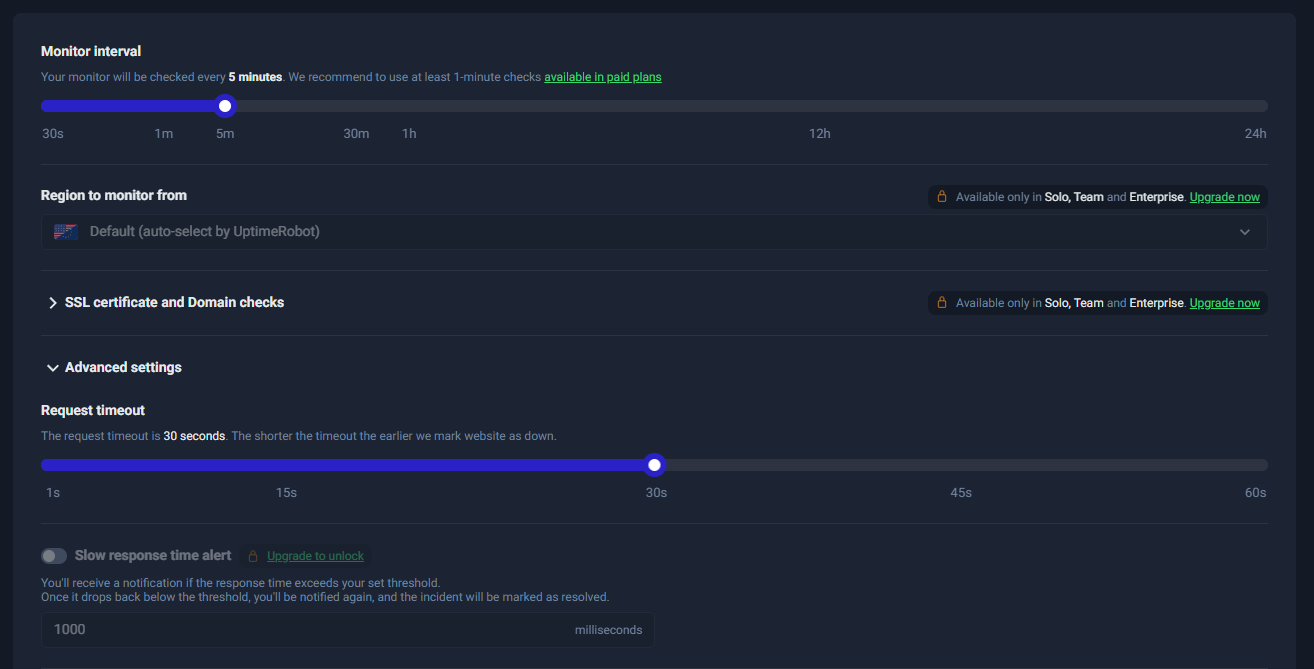 Monitor interval
Your monitor will be checked every 5 minutes. We recommend to use at least 1-minute checks available in paid plans
30s 1m 5m 30m 1h 12h 24h
Region to monitor from
Available only in Solo, Team and Enterprise. Upgrade now
Default (auto-select by UptimeRobot)
SSL certificate and Domain checks
Available only in Solo, Team and Enterprise. Upgrade now
Advanced settings
Request timeout
The request timeout is 30 seconds. The shorter the timeout the earlier we mark website as down.
1s 15s 30s 45s 60s
Slow response time alert Upgrade to unlock
You'll receive a notification if the response time exceeds your set threshold.
Once it drops back below the threshold, you'll be notified again, and the incident will be marked as resolved.
1000 milliseconds